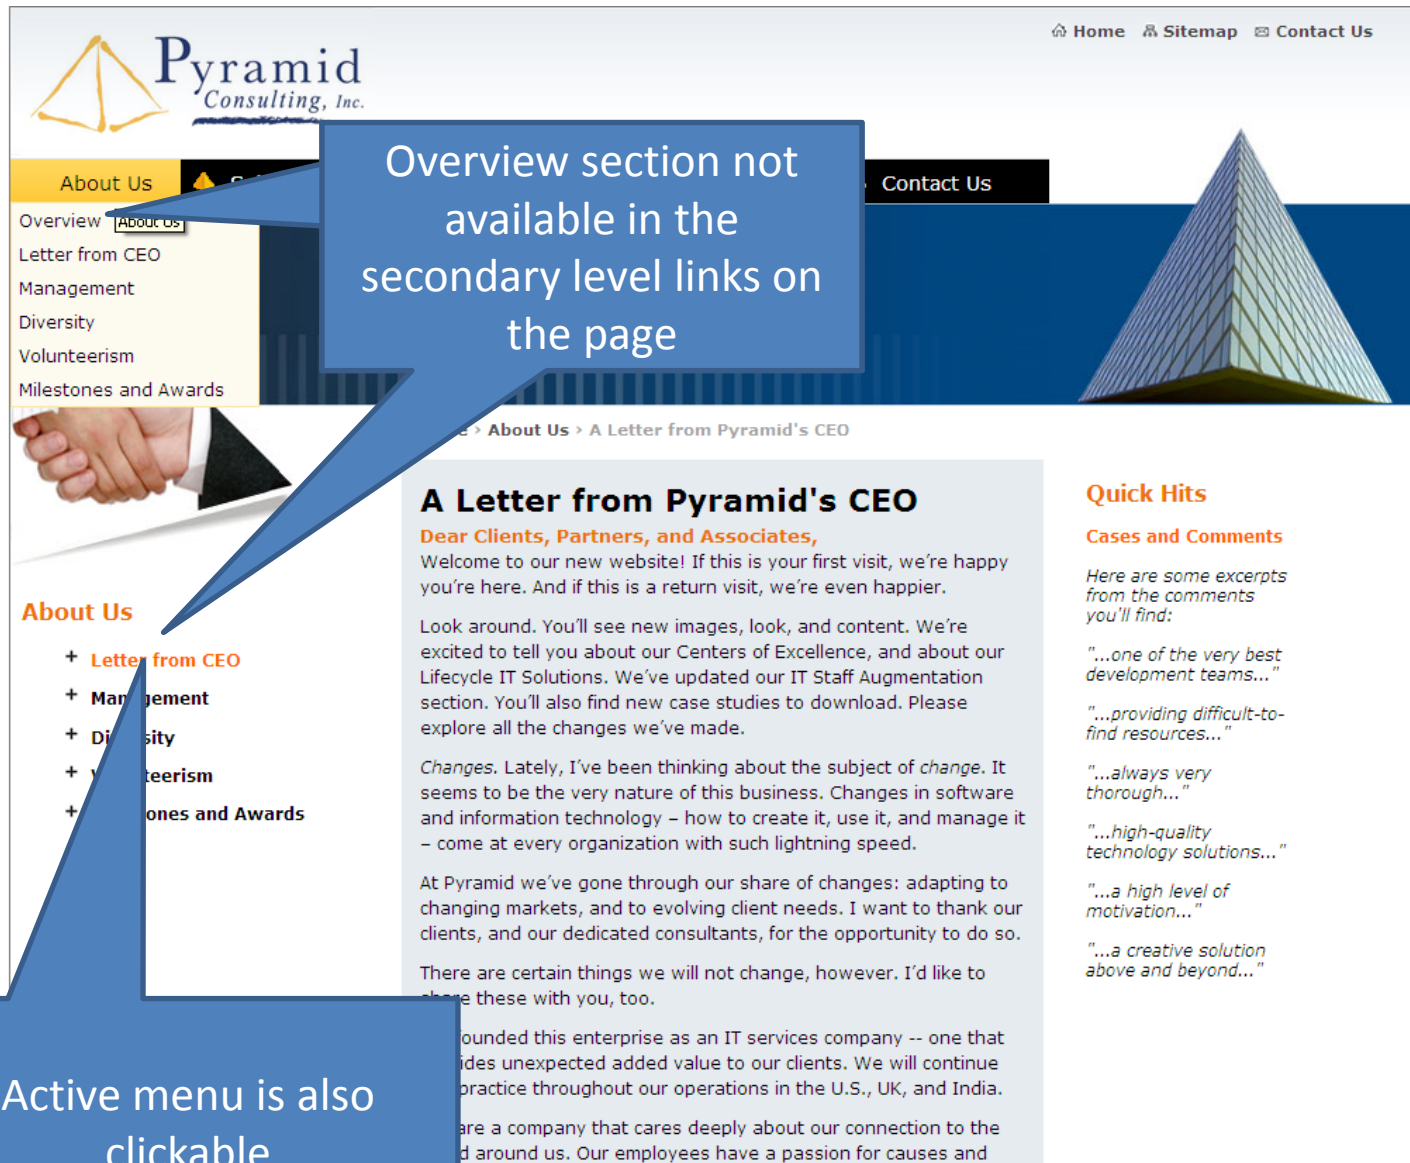 Home Sitemap Contact Us
Pyramid
Consulting, Inc.
About Us
Contact Us
Overview About Us
Letter from CEO
Management
Diversity
Volunteerism
Milestones and Awards
Overview section not
available in the
secondary level links on
the page
› About Us › A Letter from Pyramid's CEO
About Us
+ Letter from CEO
+ Management
+ Diversity
+ Volunteerism
+ Milestones and Awards
A Letter from Pyramid's CEO
Dear Clients, Partners, and Associates,
Welcome to our new website! If this is your first visit, we’re happy
you’re here. And if this is a return visit, we’re even happier.
Look around. You’ll see new images, look, and content. We’re
excited to tell you about our Centers of Excellence, and about our
Lifecycle IT Solutions. We’ve updated our IT Staff Augmentation
section. You’ll also find new case studies to download. Please
explore all the changes we’ve made.
Changes. Lately, I’ve been thinking about the subject of change. It
seems to be the very nature of this business. Changes in software
and information technology – how to create it, use it, and manage it
– come at every organization with such lightning speed.
At Pyramid we’ve gone through our share of changes: adapting to
changing markets, and to evolving client needs. I want to thank our
clients, and our dedicated consultants, for the opportunity to do so.
There are certain things we will not change, however. I’d like to
share these with you, too.
founded this enterprise as an IT services company -- one that
provides unexpected added value to our clients. We will continue
practice throughout our operations in the U.S., UK, and India.
are a company that cares deeply about our connection to the
around us. Our employees have a passion for causes and
Quick Hits
Cases and Comments
Here are some excerpts
from the comments
you'll find:
"...one of the very best
development teams..."
"...providing difficult-to-
find resources..."
"...always very
thorough..."
"...high-quality
technology solutions..."
"...a high level of
motivation..."
"...a creative solution
above and beyond..."
Active menu is also
clickable